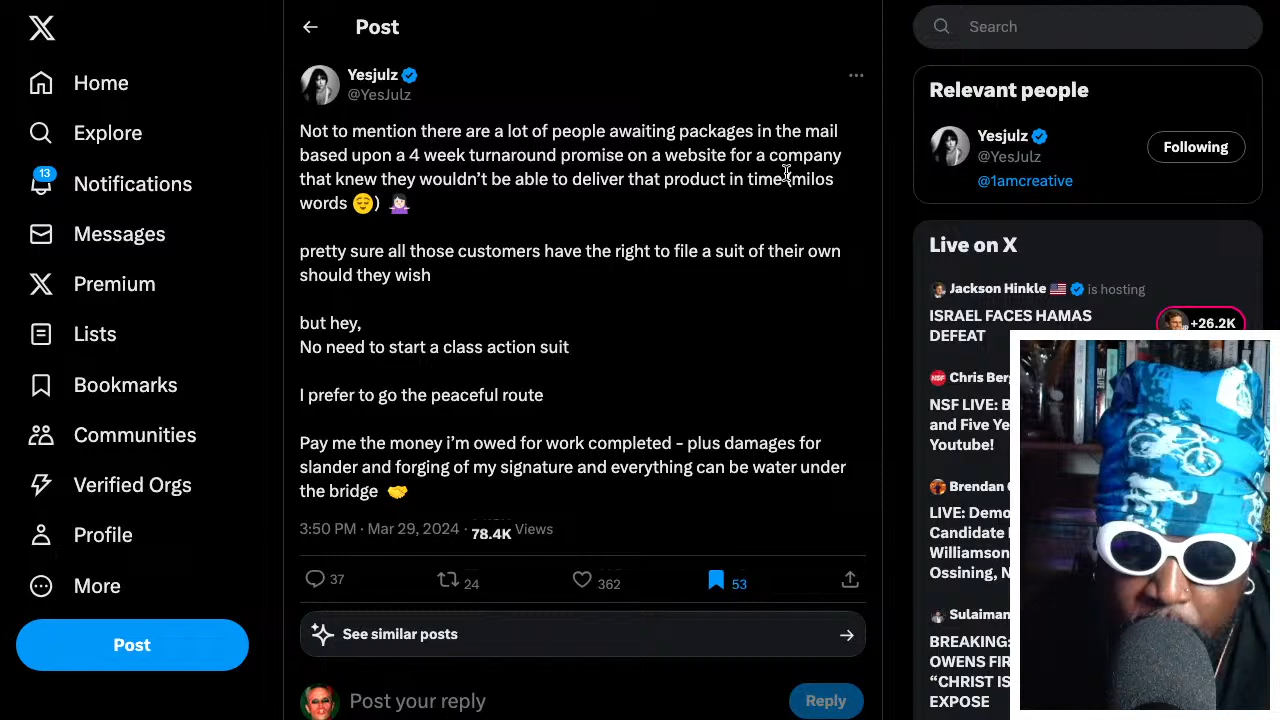 Home
Explore
13
Notifications
Messages
Premium
Lists
Bookmarks
Communities
Verified Orgs
Profile
More
Post
Post
Yesjulz
@YesJulz
Not to mention there are a lot of people awaiting packages in the mail
based upon a 4 week turnaround promise on a website for a company
that knew they wouldn't be able to deliver that product in time (milos
words 😌) 🤷🏻‍♀️
pretty sure all those customers have the right to file a suit of their own
should they wish
but hey,
No need to start a class action suit
I prefer to go the peaceful route
Pay me the money i'm owed for work completed - plus damages for
slander and forging of my signature and everything can be water under
the bridge 🤝
3:50 PM · Mar 29, 2024 · 78.4K Views
37
24
362
53
See similar posts
Post your reply
Reply
Search
Relevant people
Yesjulz
@YesJulz
Following
@1amcreative
Live on X
Jackson Hinkle 🇺🇸 is hosting
ISRAEL FACES HAMAS
DEFEAT
+26.2K
NSF
Chris Berg
NSF LIVE: B
and Five Ye
Youtube!
Brendan
LIVE: Demo
Candidate
Williamson
Ossining, N
Sulaiman
BREAKING:
OWENS FIR
"CHRIST IS
EXPOSE